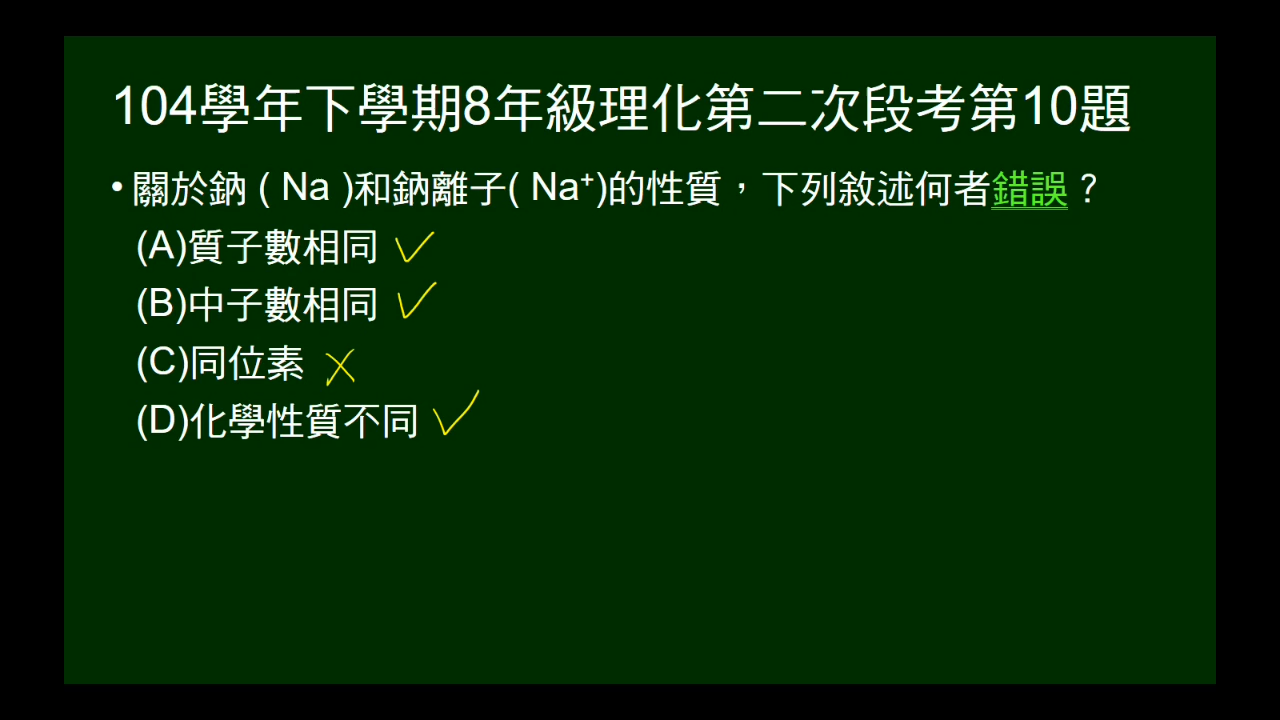 104學年下學期8年級理化第二次段考第10題
• 關於鈉 ( Na )和鈉離子( Na⁺)的性質，下列敘述何者錯誤？
(A)質子數相同 ✓
(B)中子數相同 ✓
(C)同位素 ✗
(D)化學性質不同 ✓